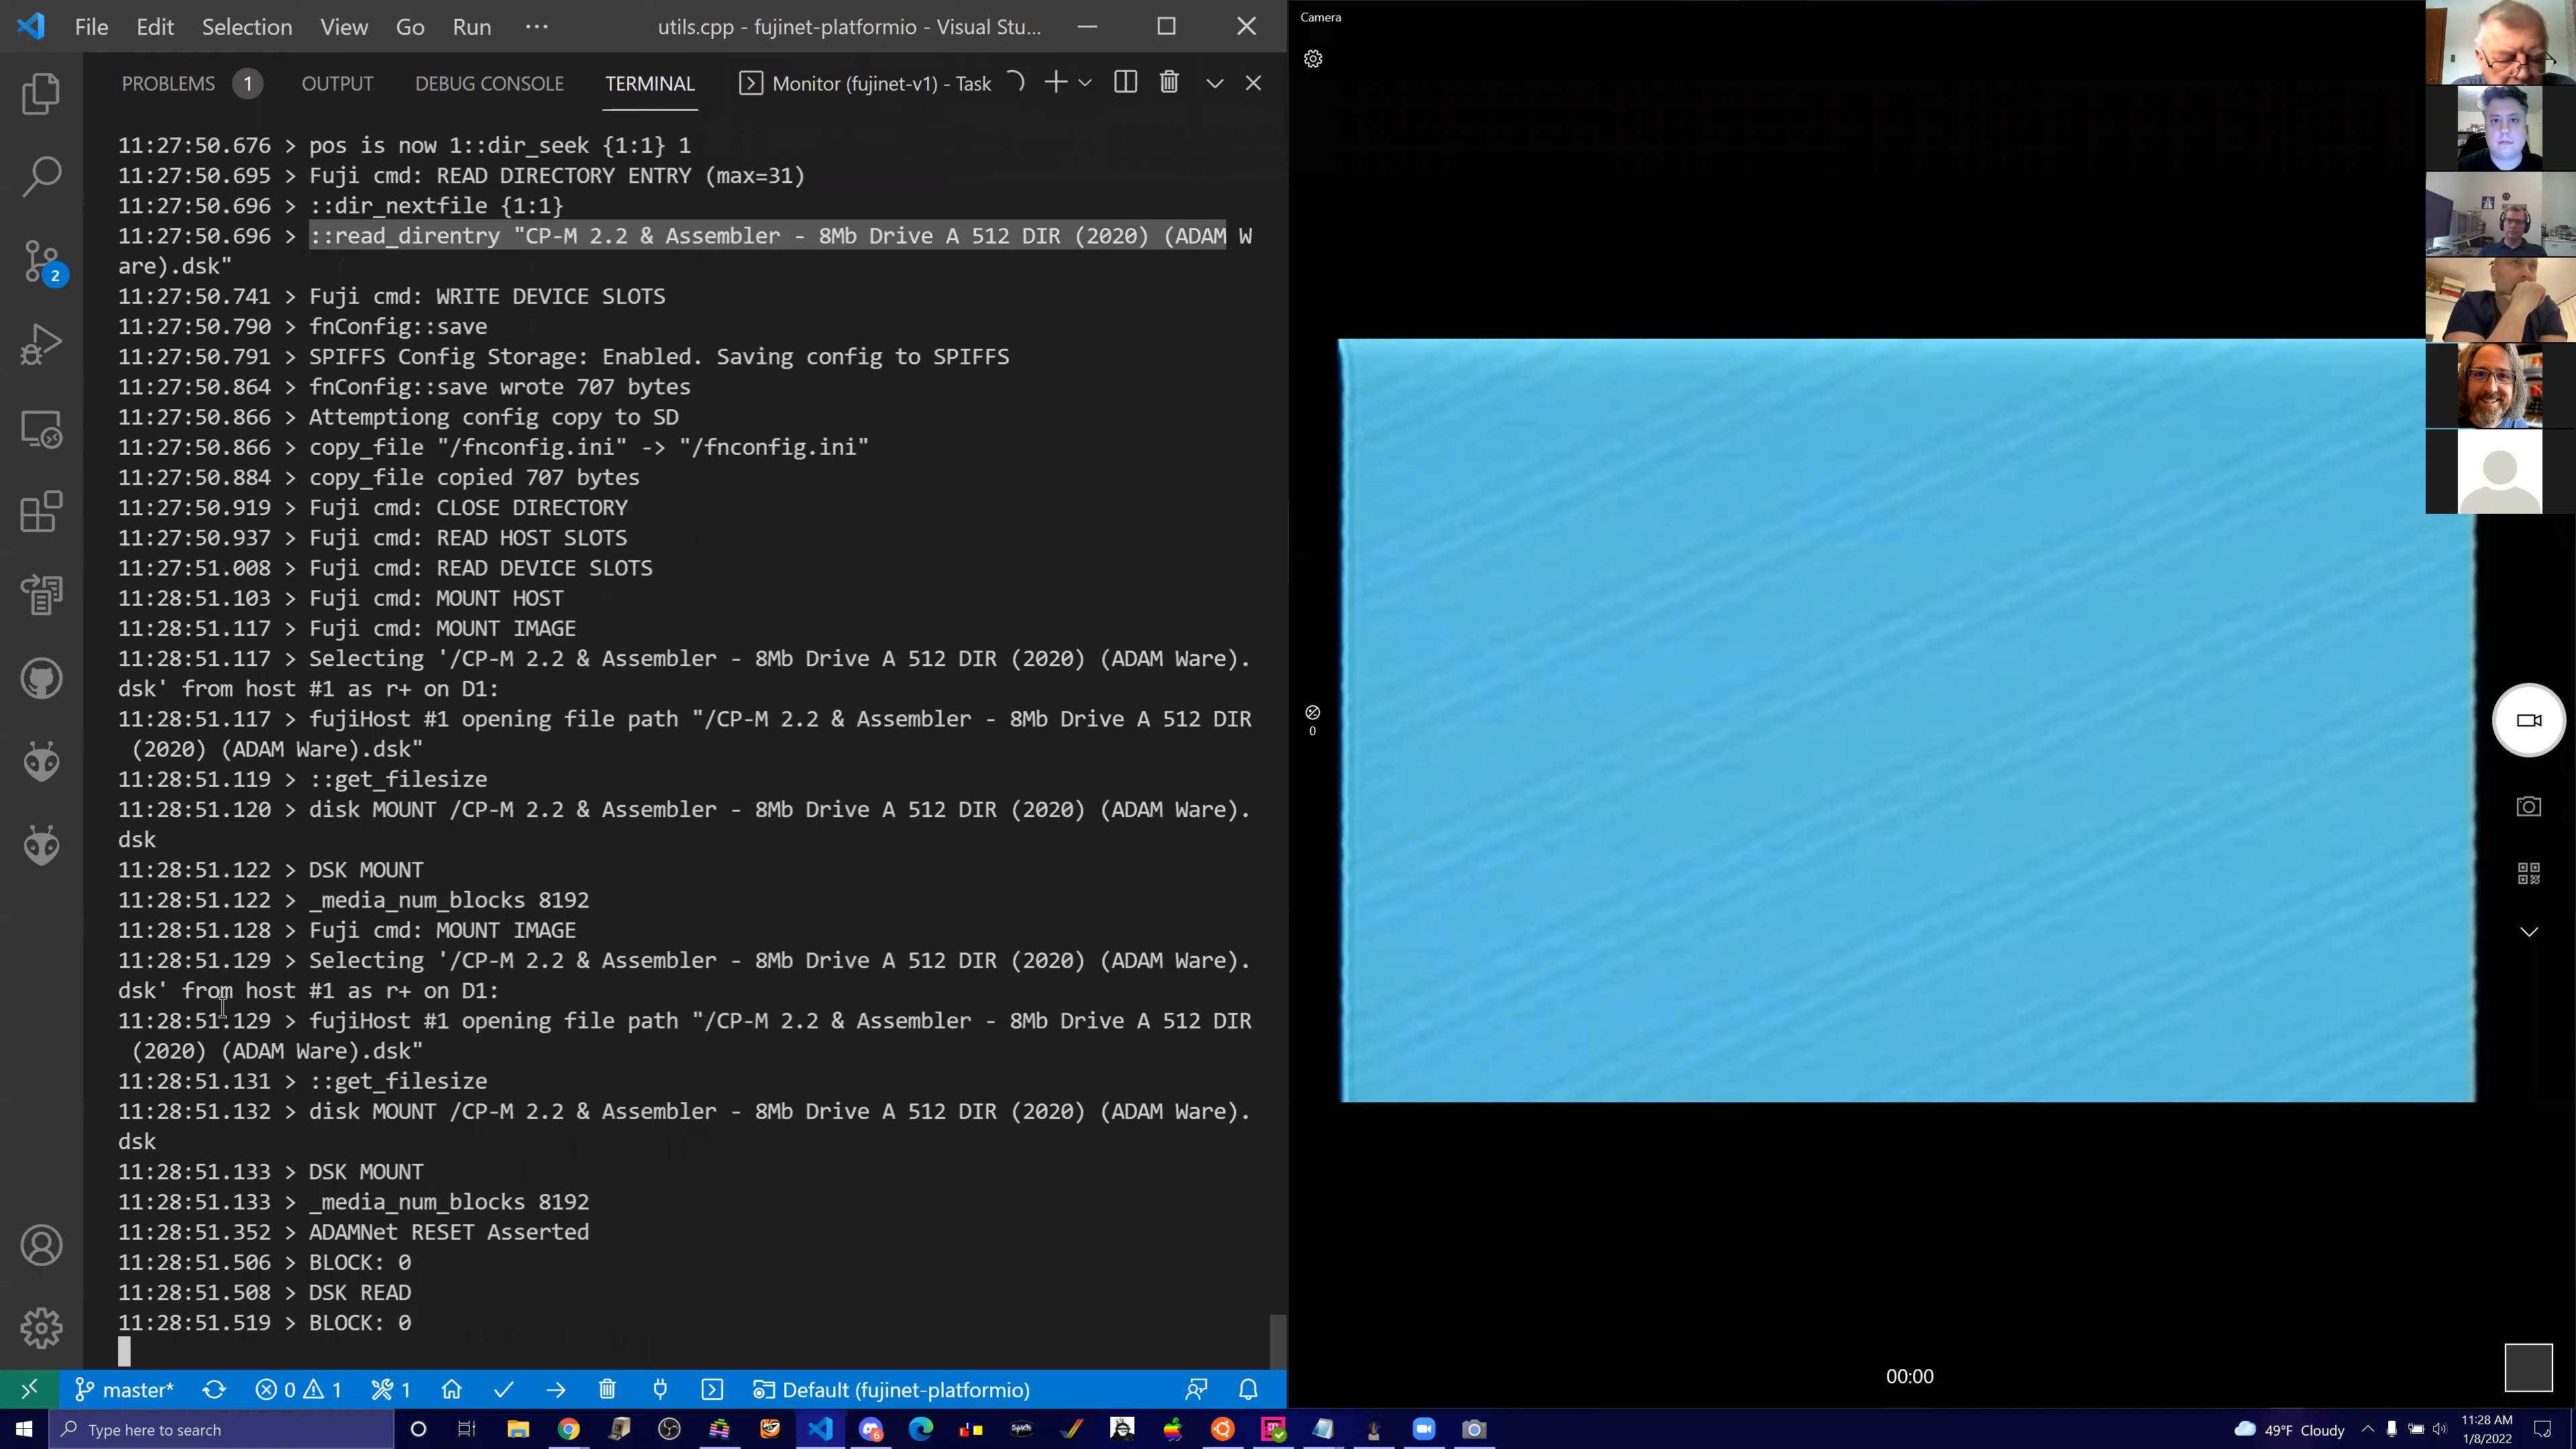 File Edit Selection View Go Run ··· utils.cpp - fujinet-platformio - Visual Stu...
PROBLEMS 1 OUTPUT DEBUG CONSOLE TERMINAL Monitor (fujinet-v1) - Task
11:27:50.676 > pos is now 1::dir_seek {1:1} 1
11:27:50.695 > Fuji cmd: READ DIRECTORY ENTRY (max=31)
11:27:50.696 > ::dir_nextfile {1:1}
11:27:50.696 > ::read_direntry "CP-M 2.2 & Assembler - 8Mb Drive A 512 DIR (2020) (ADAM W
are).dsk"
11:27:50.741 > Fuji cmd: WRITE DEVICE SLOTS
11:27:50.790 > fnConfig::save
11:27:50.791 > SPIFFS Config Storage: Enabled. Saving config to SPIFFS
11:27:50.864 > fnConfig::save wrote 707 bytes
11:27:50.866 > Attemptiong config copy to SD
11:27:50.866 > copy_file "/fnconfig.ini" -> "/fnconfig.ini"
11:27:50.884 > copy_file copied 707 bytes
11:27:50.919 > Fuji cmd: CLOSE DIRECTORY
11:27:50.937 > Fuji cmd: READ HOST SLOTS
11:27:51.008 > Fuji cmd: READ DEVICE SLOTS
11:28:51.103 > Fuji cmd: MOUNT HOST
11:28:51.117 > Fuji cmd: MOUNT IMAGE
11:28:51.117 > Selecting '/CP-M 2.2 & Assembler - 8Mb Drive A 512 DIR (2020) (ADAM Ware).
dsk' from host #1 as r+ on D1:
11:28:51.117 > fujiHost #1 opening file path "/CP-M 2.2 & Assembler - 8Mb Drive A 512 DIR
(2020) (ADAM Ware).dsk"
11:28:51.119 > ::get_filesize
11:28:51.120 > disk MOUNT /CP-M 2.2 & Assembler - 8Mb Drive A 512 DIR (2020) (ADAM Ware).
dsk
11:28:51.122 > DSK MOUNT
11:28:51.122 > _media_num_blocks 8192
11:28:51.128 > Fuji cmd: MOUNT IMAGE
11:28:51.129 > Selecting '/CP-M 2.2 & Assembler - 8Mb Drive A 512 DIR (2020) (ADAM Ware).
dsk' from host #1 as r+ on D1:
11:28:51.129 > fujiHost #1 opening file path "/CP-M 2.2 & Assembler - 8Mb Drive A 512 DIR
(2020) (ADAM Ware).dsk"
11:28:51.131 > ::get_filesize
11:28:51.132 > disk MOUNT /CP-M 2.2 & Assembler - 8Mb Drive A 512 DIR (2020) (ADAM Ware).
dsk
11:28:51.133 > DSK MOUNT
11:28:51.133 > _media_num_blocks 8192
11:28:51.352 > ADAMNet RESET Asserted
11:28:51.506 > BLOCK: 0
11:28:51.508 > DSK READ
11:28:51.519 > BLOCK: 0
2
master* 0 1 1 Default (fujinet-platformio)
Camera
0
00:00
Type here to search
6
49°F Cloudy
11:28 AM
1/8/2022